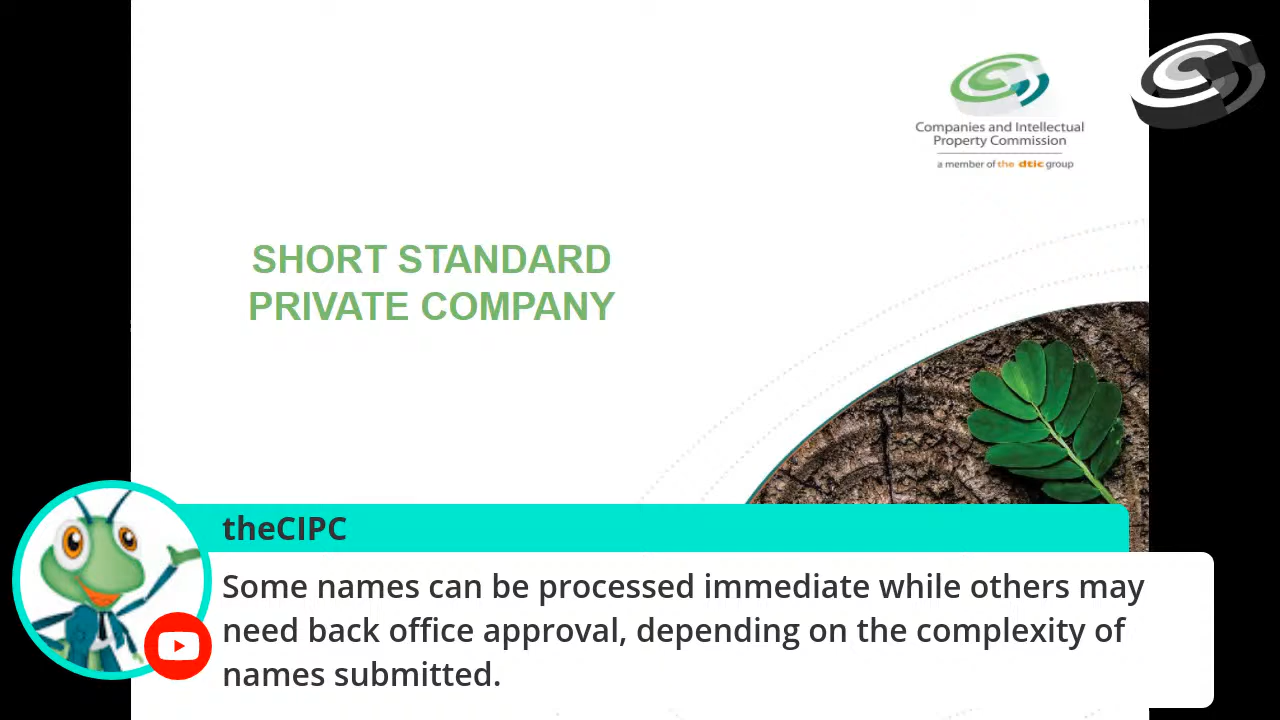 Companies and Intellectual
Property Commission
a member of the dtic group
SHORT STANDARD
PRIVATE COMPANY
theCIPC
Some names can be processed immediate while others may
need back office approval, depending on the complexity of
names submitted.